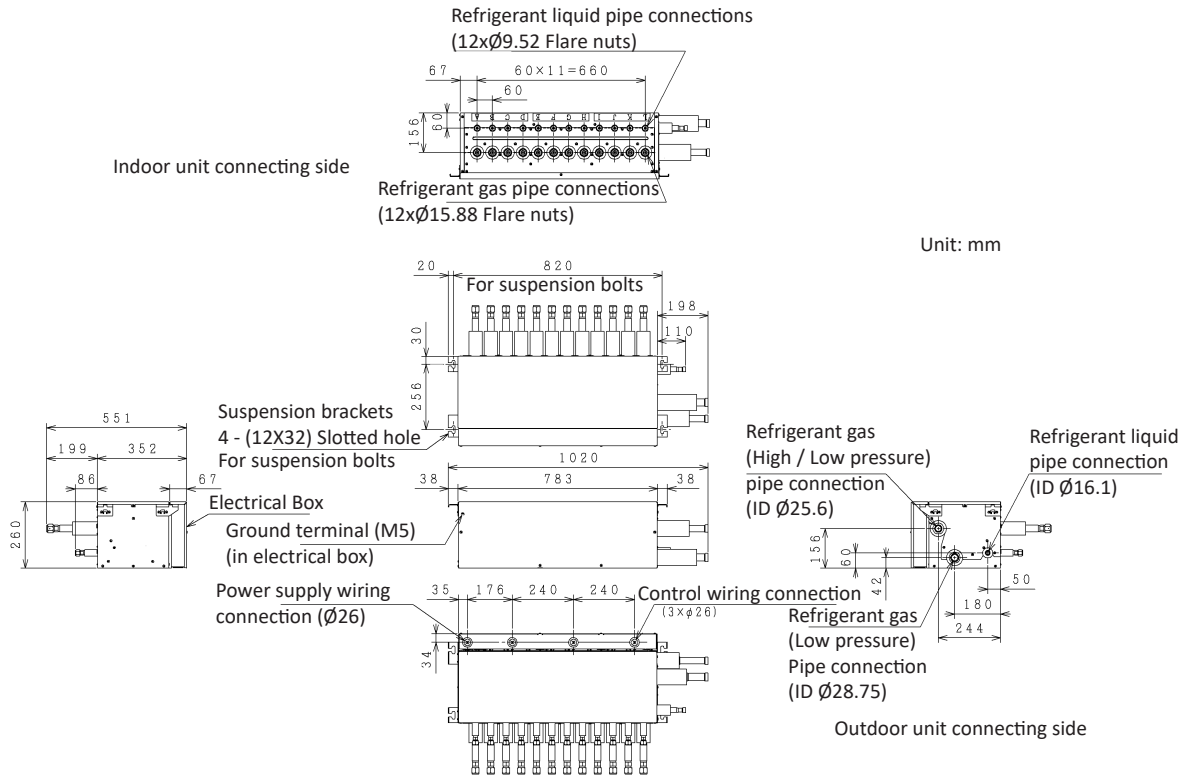 Refrigerant liquid pipe connections
(12xØ9.52 Flare nuts)
67
60×11=660
60
156
60
A B C D E F G H I J K L
Indoor unit connecting side
Refrigerant gas pipe connections
(12xØ15.88 Flare nuts)
Unit: mm
20
820
For suspension bolts
198
110
30
256
551
199
352
86
67
260
Suspension brackets
4 - (12X32) Slotted hole
For suspension bolts
Electrical Box
Ground terminal (M5)
(in electrical box)
1020
38
783
38
Refrigerant gas
(High / Low pressure)
pipe connection
(ID Ø25.6)
Refrigerant liquid
pipe connection
(ID Ø16.1)
156
60
42
50
180
244
Power supply wiring
connection (Ø26)
35
176
240
240
Control wiring connection
(3×φ26)
34
Refrigerant gas
(Low pressure)
Pipe connection
(ID Ø28.75)
Outdoor unit connecting side